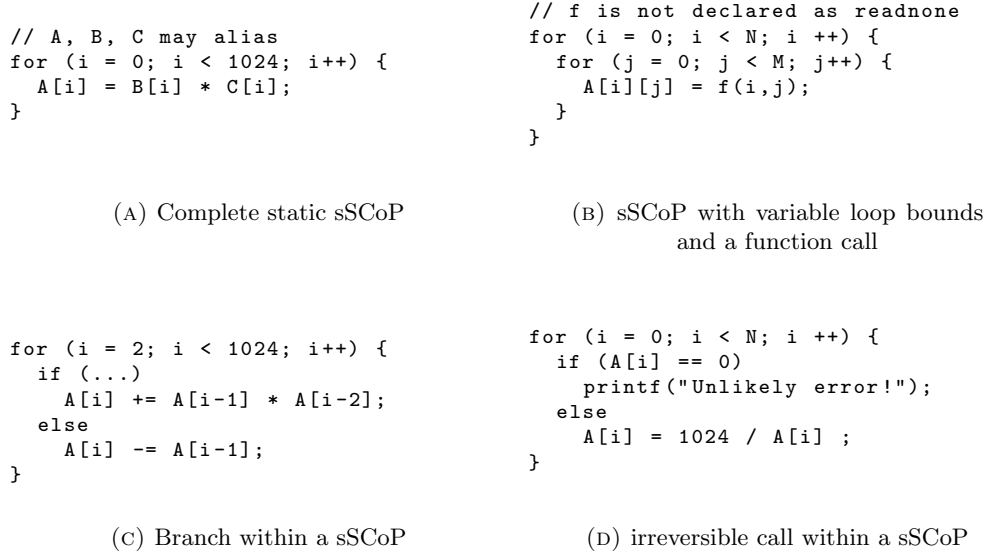 // A, B, C may alias
for (i = 0; i < 1024; i++) {
  A[i] = B[i] * C[i];
}
(A) Complete static sSCoP
// f is not declared as readnone
for (i = 0; i < N; i ++) {
  for (j = 0; j < M; j++) {
    A[i][j] = f(i,j);
  }
}
(B) sSCoP with variable loop bounds
and a function call
for (i = 2; i < 1024; i++) {
  if (...)
    A[i] += A[i-1] * A[i-2];
  else
    A[i] -= A[i-1];
}
(C) Branch within a sSCoP
for (i = 0; i < N; i ++) {
  if (A[i] == 0)
    printf("Unlikely error!");
  else
    A[i] = 1024 / A[i] ;
}
(D) irreversible call within a sSCoP